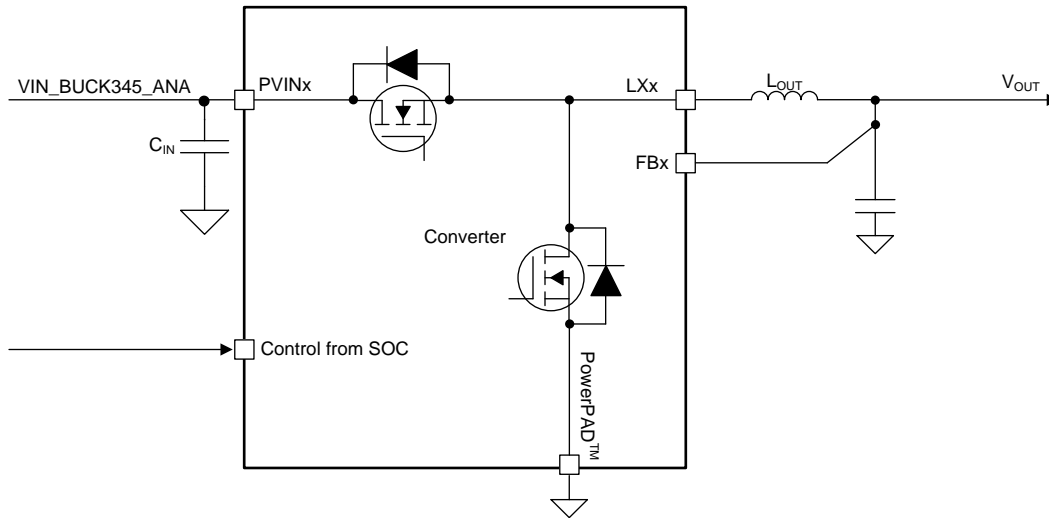 VIN_BUCK345_ANA
PVINx
LXx
LOUT
VOUT
CIN
FBx
Converter
Control from SOC
PowerPAD™